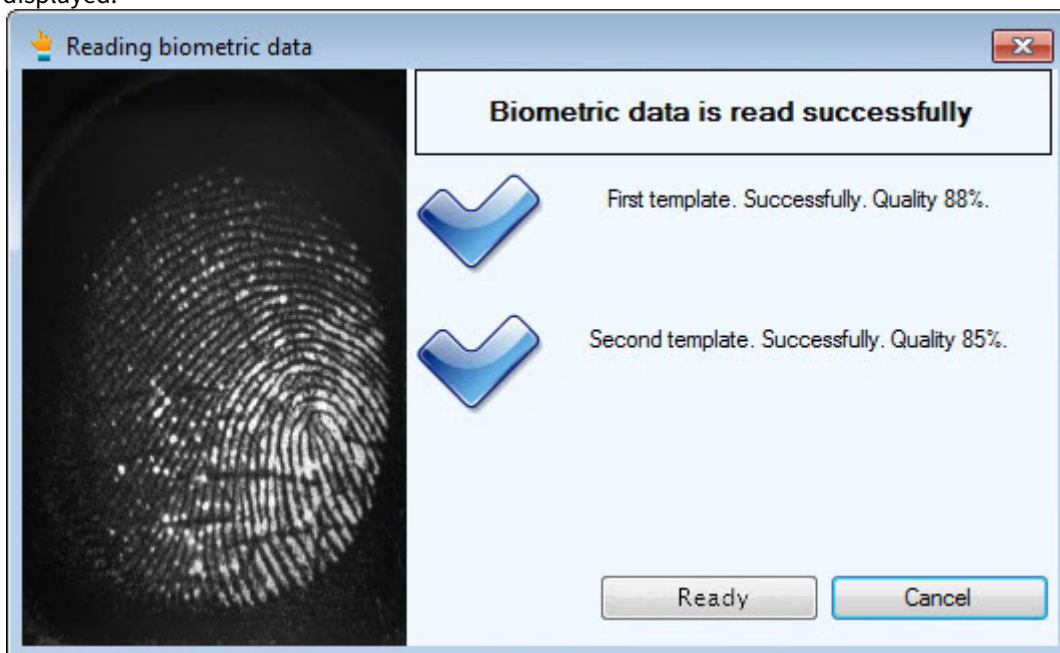 displayed.
Reading biometric data
Biometric data is read successfully
First template. Successfully. Quality 88%.
Second template. Successfully. Quality 85%.
Ready
Cancel